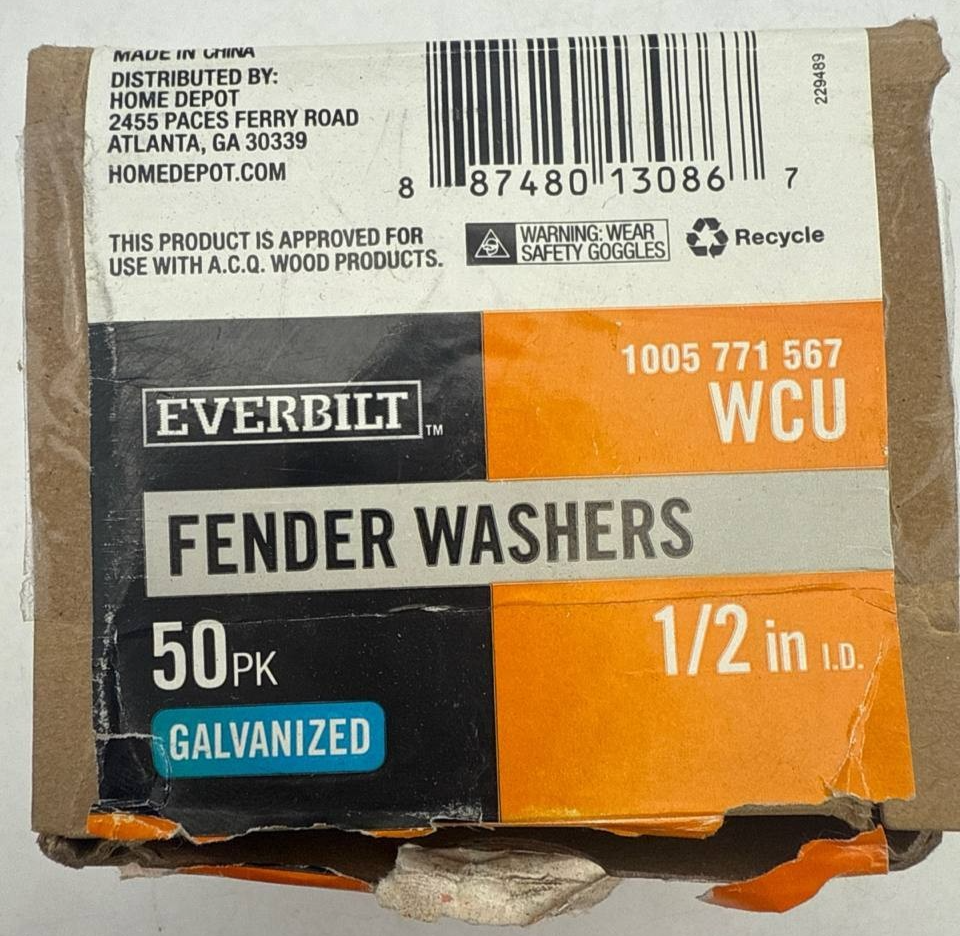 MADE IN CHINA
DISTRIBUTED BY:
HOME DEPOT
2455 PACES FERRY ROAD
ATLANTA, GA 30339
HOMEDEPOT.COM
229489
8 87480 13086 7
THIS PRODUCT IS APPROVED FOR
USE WITH A.C.Q. WOOD PRODUCTS.
WARNING: WEAR
SAFETY GOGGLES
Recycle
1005 771 567
WCU
EVERBILT™
FENDER WASHERS
50PK
1/2 in I.D.
GALVANIZED